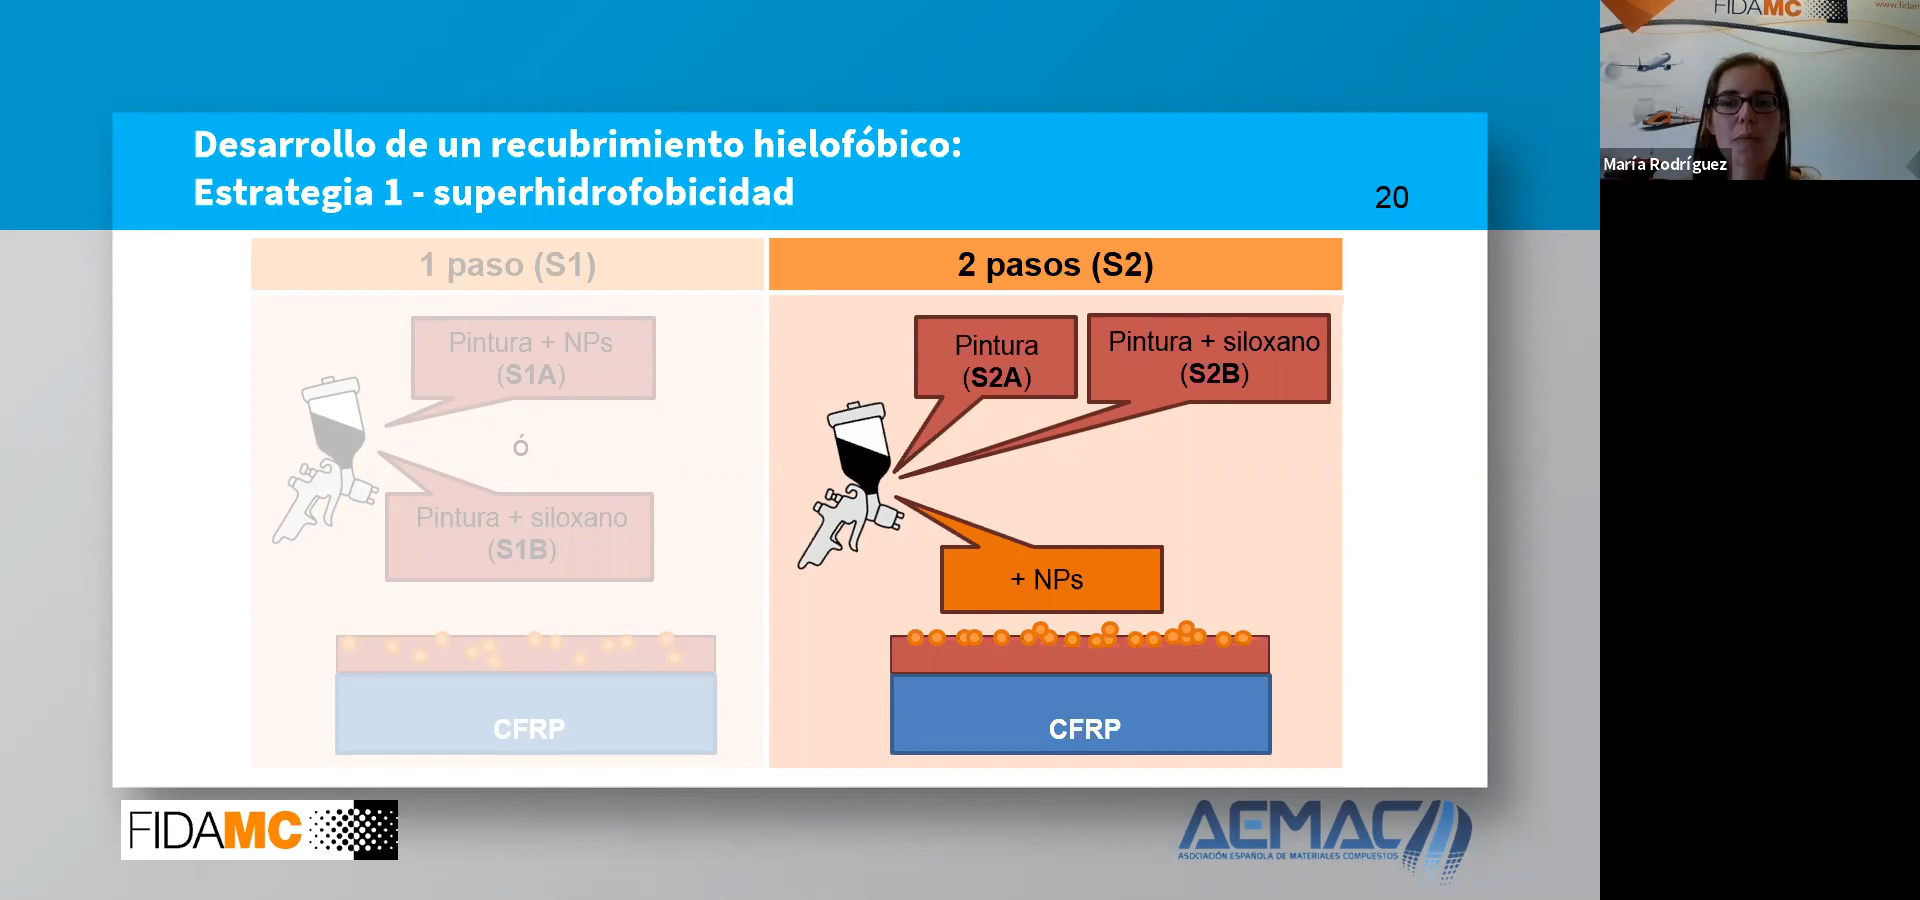 Desarrollo de un recubrimiento hielofóbico:
Estrategia 1 - superhidrofobicidad
20
1 paso (S1)
2 pasos (S2)
Pintura + NPs
(S1A)
ó
Pintura + siloxano
(S1B)
CFRP
Pintura
(S2A)
Pintura + siloxano
(S2B)
+ NPs
CFRP
FIDAMC
AEMAC
ASOCIACIÓN ESPAÑOLA DE MATERIALES COMPUESTOS
FIDAMC
María Rodríguez